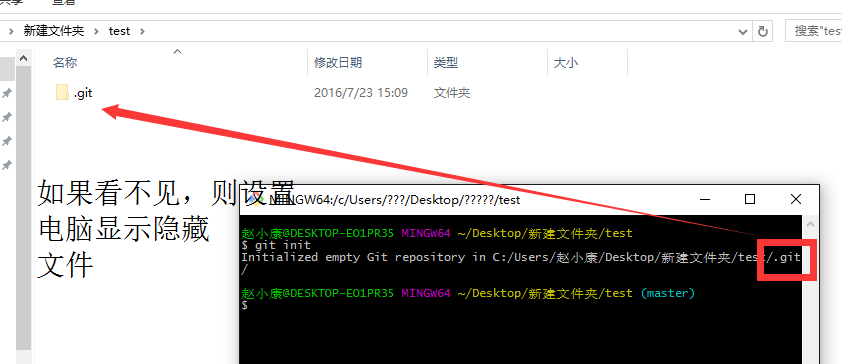 共享 查看
新建文件夹 test
搜索"tes
名称 修改日期 类型 大小
.git 2016/7/23 15:09 文件夹
如果看不见，则设置
电脑显示隐藏
文件
MINGW64:/c/Users/???/Desktop/?????/test
赵小康@DESKTOP-EO1PR35 MINGW64 ~/Desktop/新建文件夹/test
$ git init
Initialized empty Git repository in C:/Users/赵小康/Desktop/新建文件夹/test/.git
/
赵小康@DESKTOP-EO1PR35 MINGW64 ~/Desktop/新建文件夹/test (master)
$